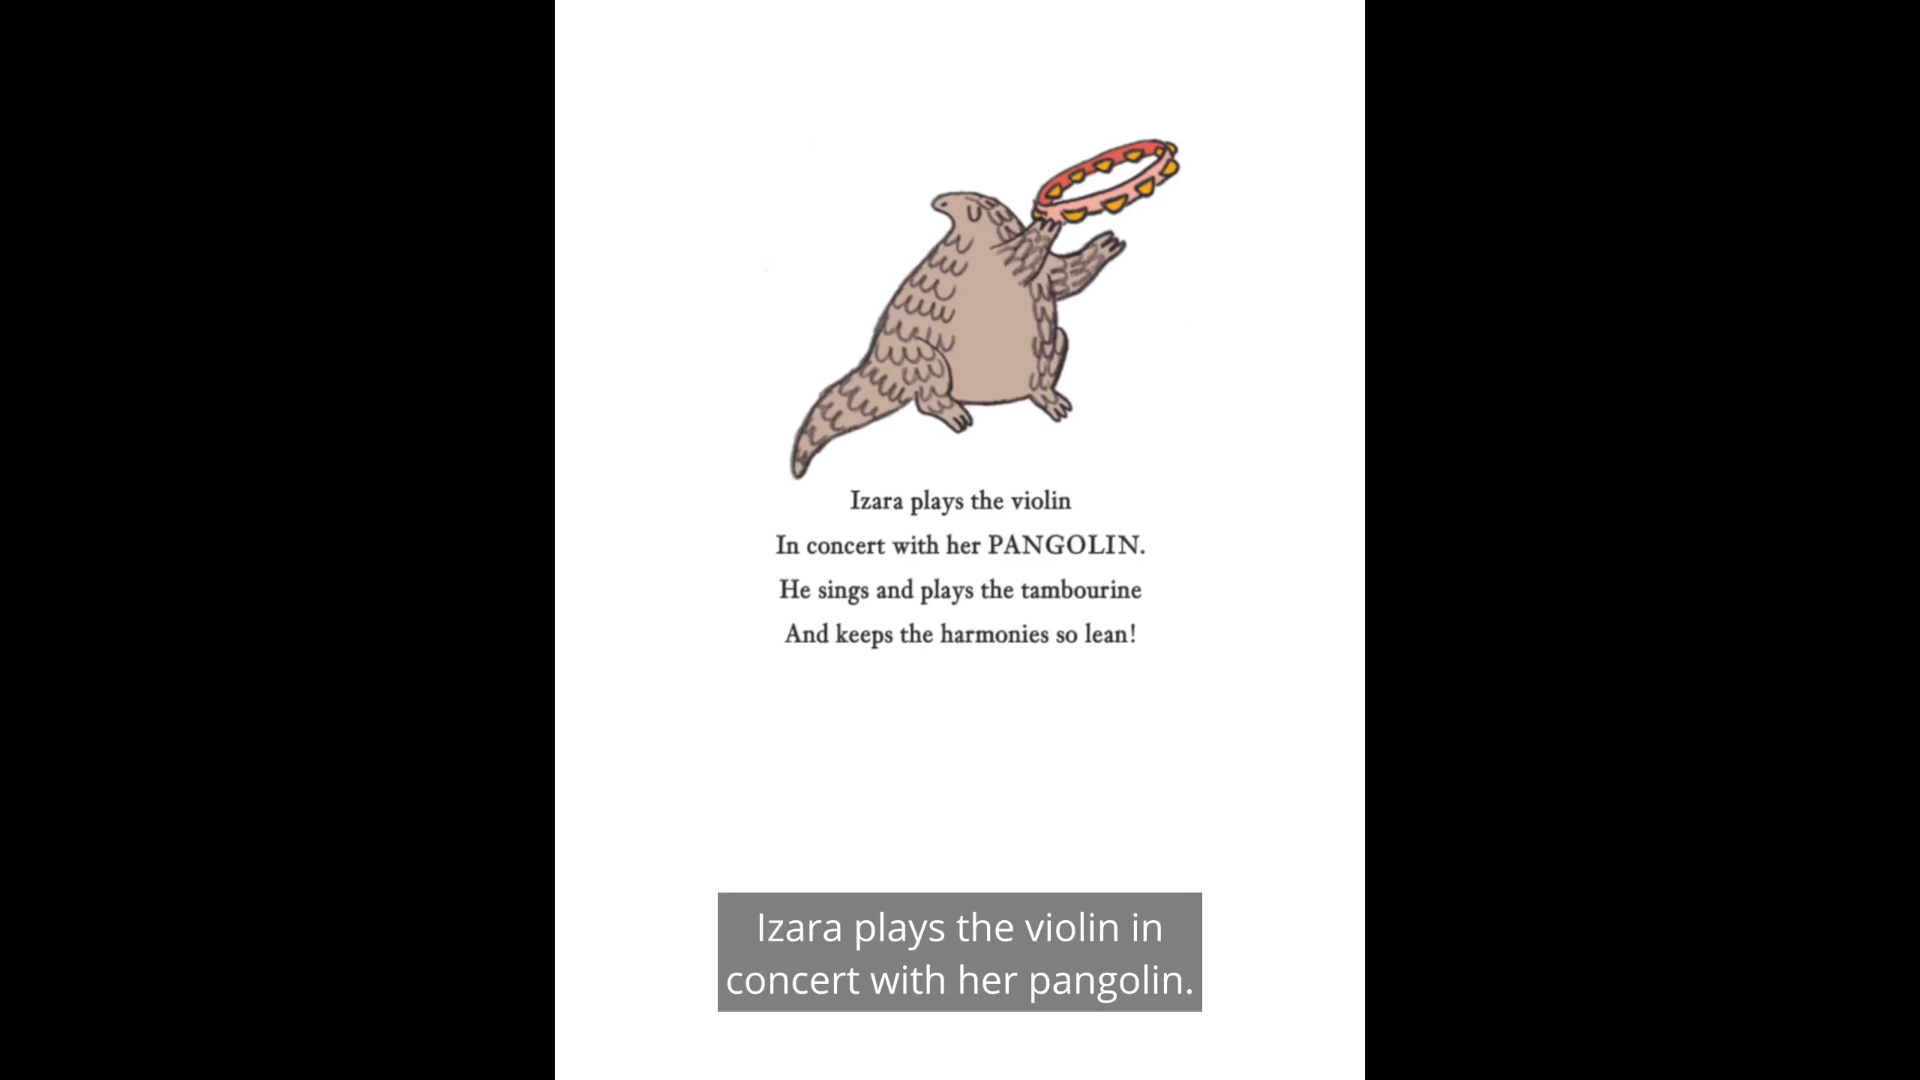 Izara plays the violin
In concert with her PANGOLIN.
He sings and plays the tambourine
And keeps the harmonies so lean!
Izara plays the violin in
concert with her pangolin.